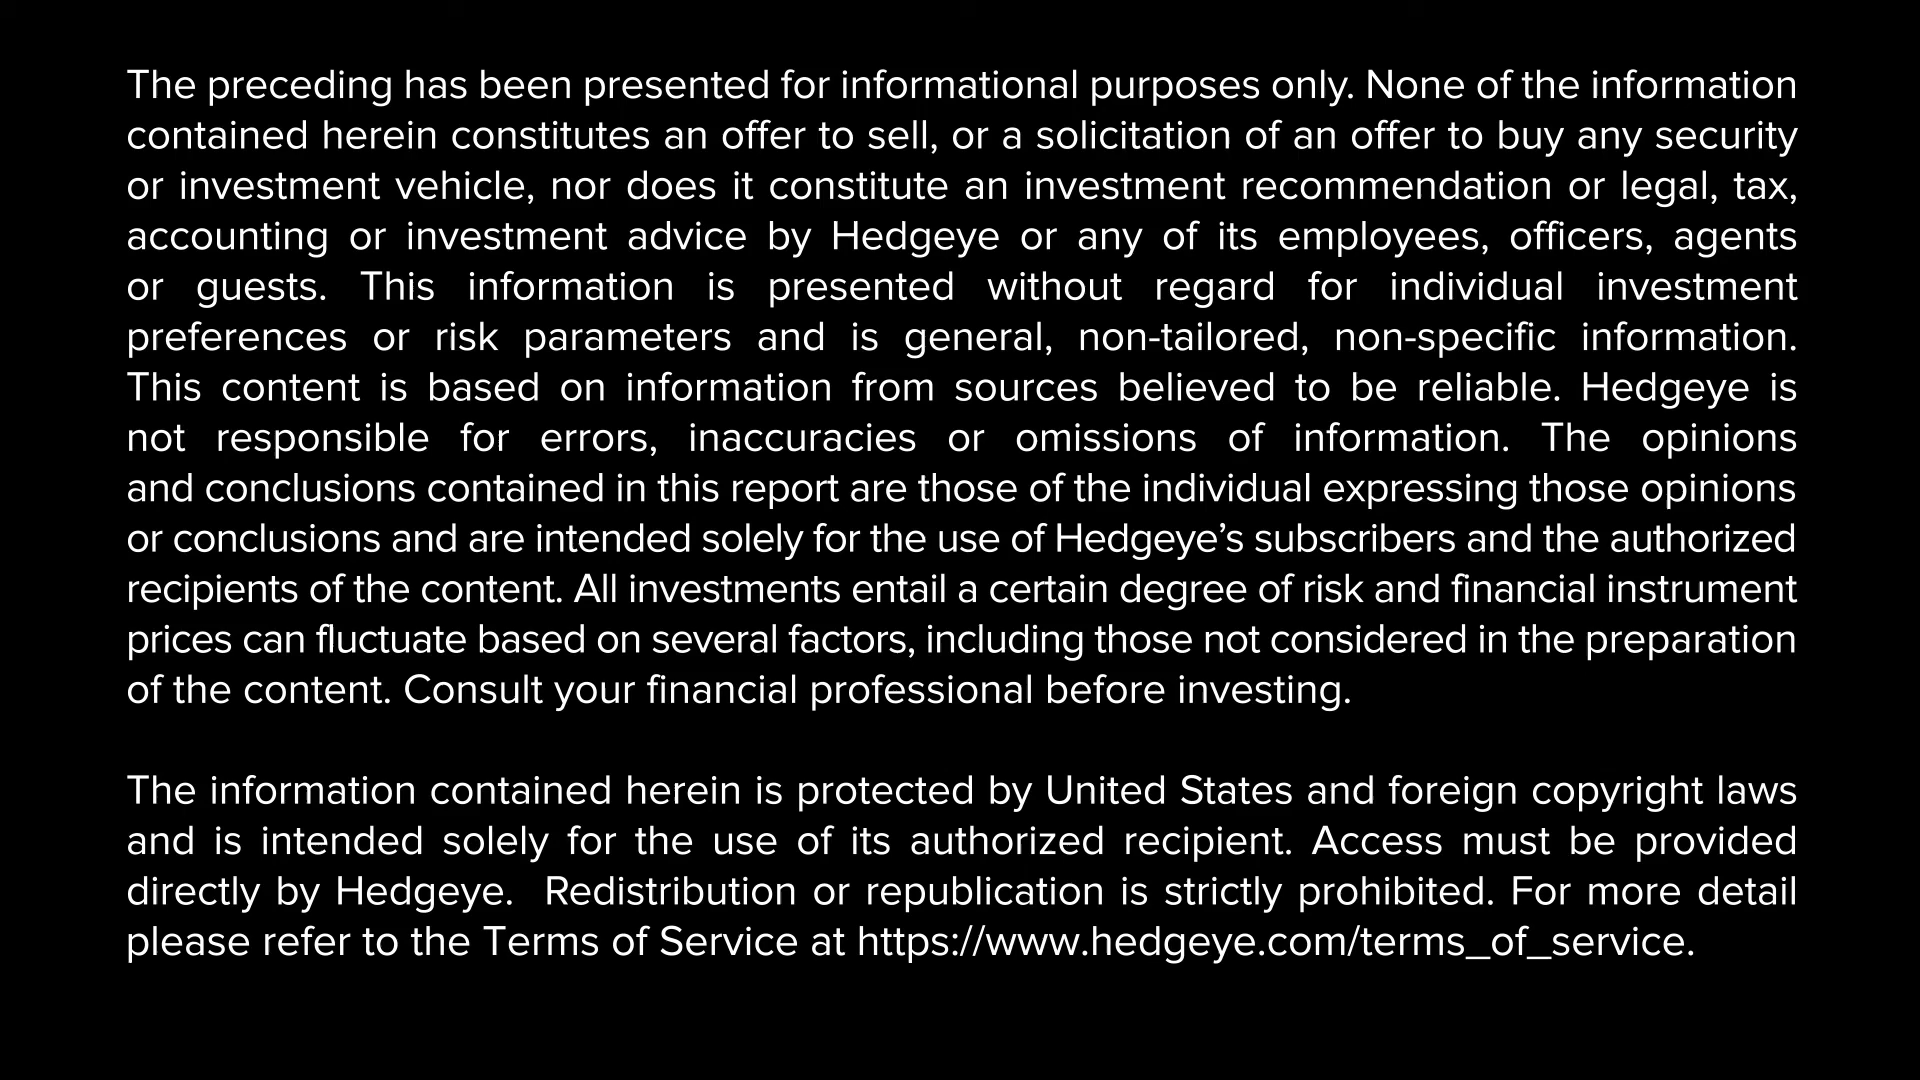 The preceding has been presented for informational purposes only. None of the information
contained herein constitutes an offer to sell, or a solicitation of an offer to buy any security
or investment vehicle, nor does it constitute an investment recommendation or legal, tax,
accounting or investment advice by Hedgeye or any of its employees, officers, agents
or guests. This information is presented without regard for individual investment
preferences or risk parameters and is general, non-tailored, non-specific information.
This content is based on information from sources believed to be reliable. Hedgeye is
not responsible for errors, inaccuracies or omissions of information. The opinions
and conclusions contained in this report are those of the individual expressing those opinions
or conclusions and are intended solely for the use of Hedgeye’s subscribers and the authorized
recipients of the content. All investments entail a certain degree of risk and financial instrument
prices can fluctuate based on several factors, including those not considered in the preparation
of the content. Consult your financial professional before investing.

The information contained herein is protected by United States and foreign copyright laws
and is intended solely for the use of its authorized recipient. Access must be provided
directly by Hedgeye.  Redistribution or republication is strictly prohibited. For more detail
please refer to the Terms of Service at https://www.hedgeye.com/terms_of_service.